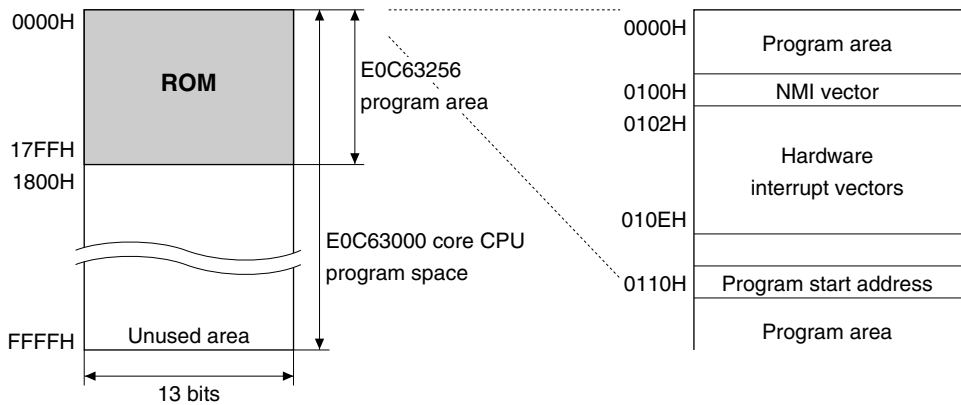 0000H
ROM
17FFH
1800H
FFFFH
Unused area
13 bits
E0C63256
program area
E0C63000 core CPU
program space
0000H
Program area
0100H
NMI vector
0102H
Hardware
interrupt vectors
010EH
0110H
Program start address
Program area